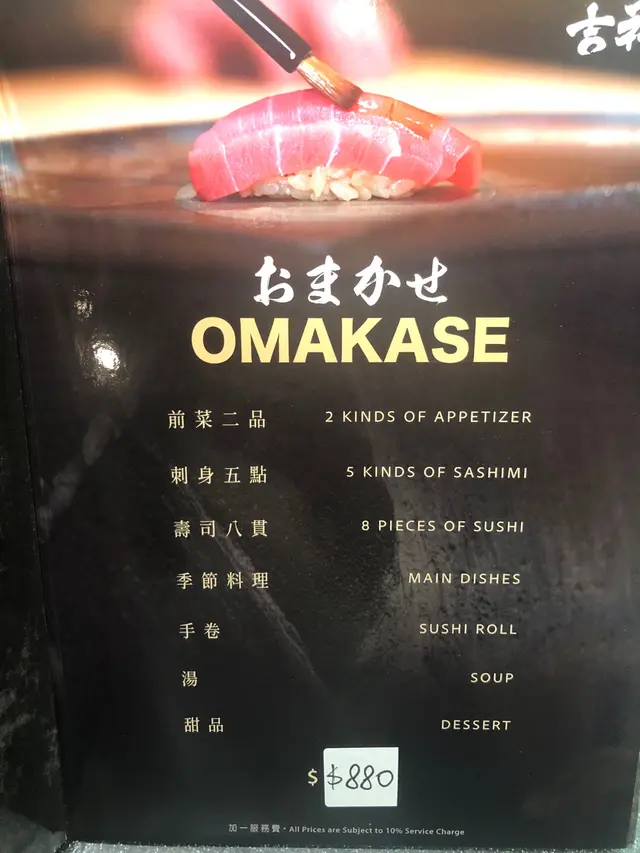 吉
おまかせ
OMAKASE
前菜二品 2 KINDS OF APPETIZER
刺身五點 5 KINDS OF SASHIMI
壽司八貫 8 PIECES OF SUSHI
季節料理 MAIN DISHES
手卷 SUSHI ROLL
湯 SOUP
甜品 DESSERT
$ $880
加一服務費・All Prices are Subject to 10% Service Charge